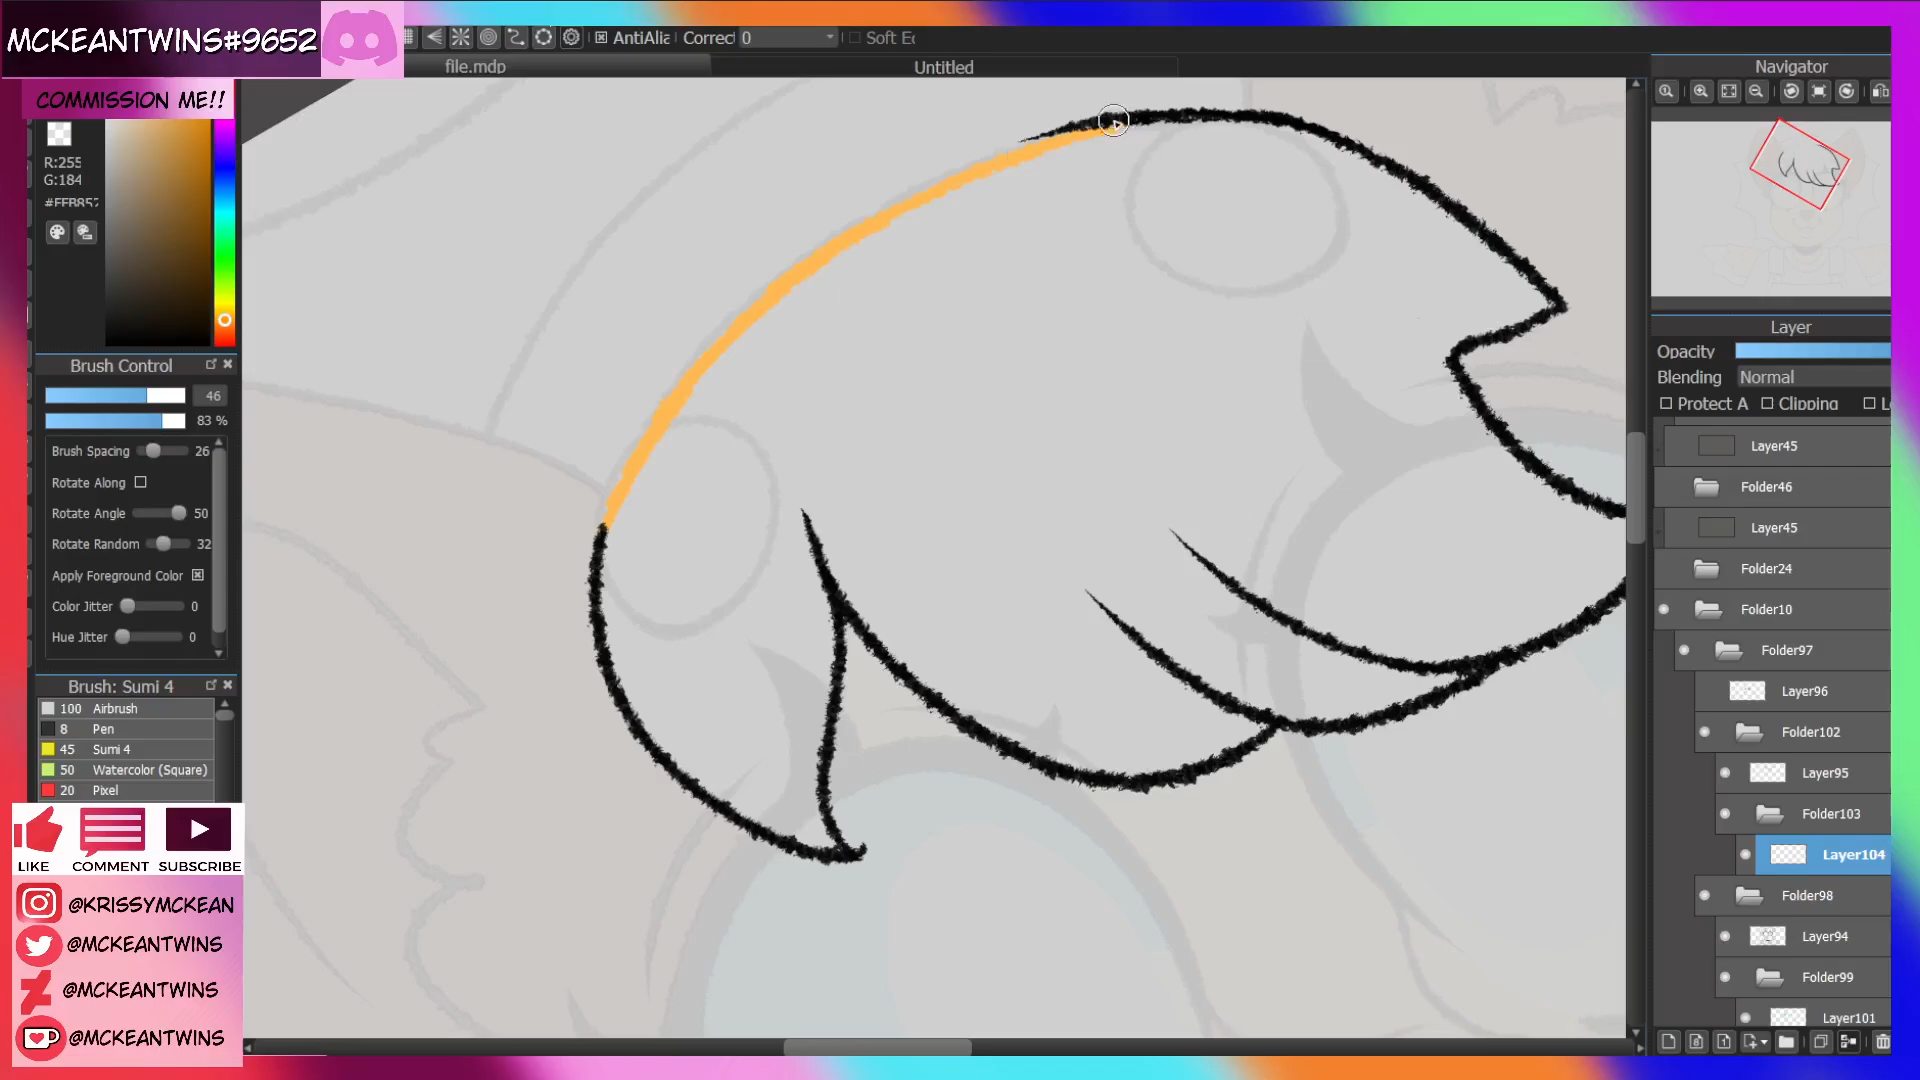 MCKEANTWINS#9652
COMMISSION ME!!
AntiAlia Correct 0 Soft Ec
file.mdp Untitled
R:255
G:184
Brush Control
46
83 %
Brush Spacing 26
Rotate Along
Rotate Angle 50
Rotate Random 32
Apply Foreground Color
Color Jitter 0
Hue Jitter 0
Brush: Sumi 4
100 Airbrush
8 Pen
45 Sumi 4
50 Watercolor (Square)
20 Pixel
LIKE COMMENT SUBSCRIBE
@KRISSYMCKEAN
@MCKEANTWINS
@MCKEANTWINS
@MCKEANTWINS
Navigator
Layer
Opacity
Blending Normal
Protect A Clipping
Layer45
Folder46
Layer45
Folder24
Folder10
Folder97
Layer96
Folder102
Layer95
Folder103
Layer104
Folder98
Layer94
Folder99
Layer101